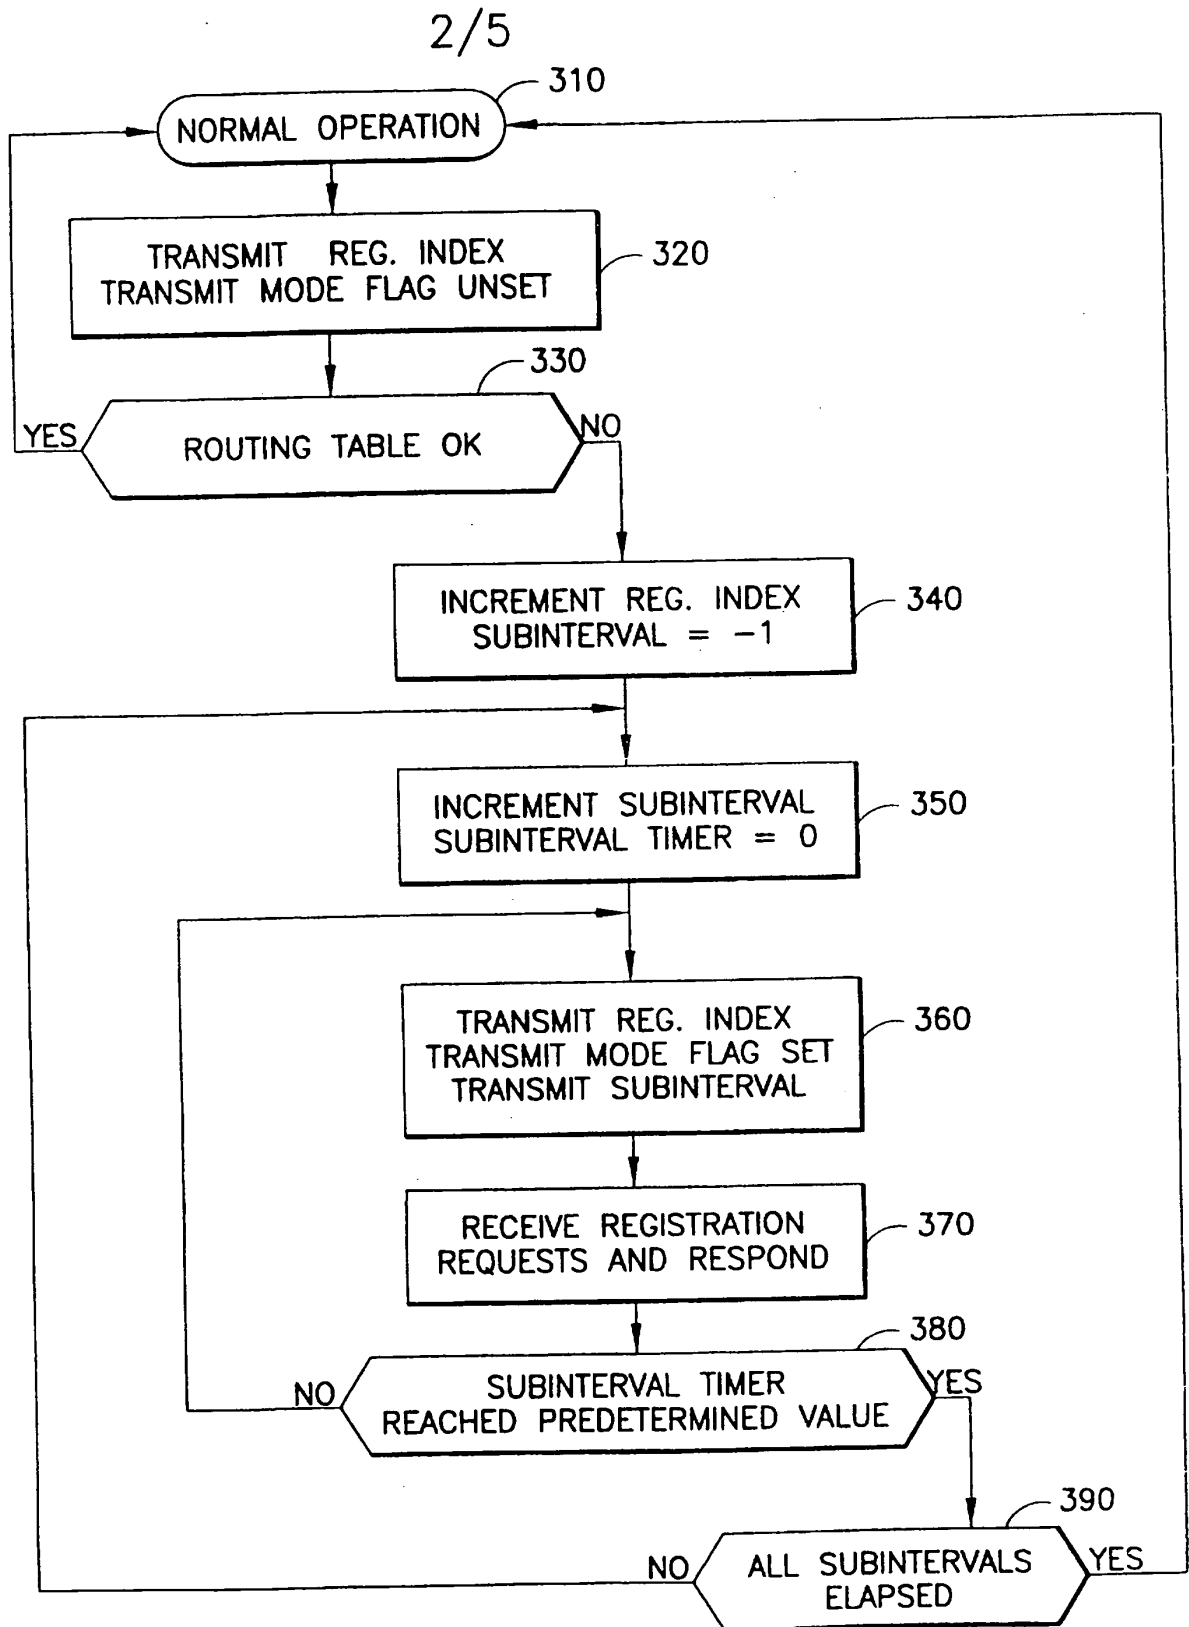 2/5
310
NORMAL OPERATION
TRANSMIT REG. INDEX
TRANSMIT MODE FLAG UNSET
320
330
YES
ROUTING TABLE OK
NO
INCREMENT REG. INDEX
SUBINTERVAL = -1
340
INCREMENT SUBINTERVAL
SUBINTERVAL TIMER = 0
350
TRANSMIT REG. INDEX
TRANSMIT MODE FLAG SET
TRANSMIT SUBINTERVAL
360
RECEIVE REGISTRATION
REQUESTS AND RESPOND
370
380
NO
SUBINTERVAL TIMER
REACHED PREDETERMINED VALUE
YES
390
NO
ALL SUBINTERVALS
ELAPSED
YES